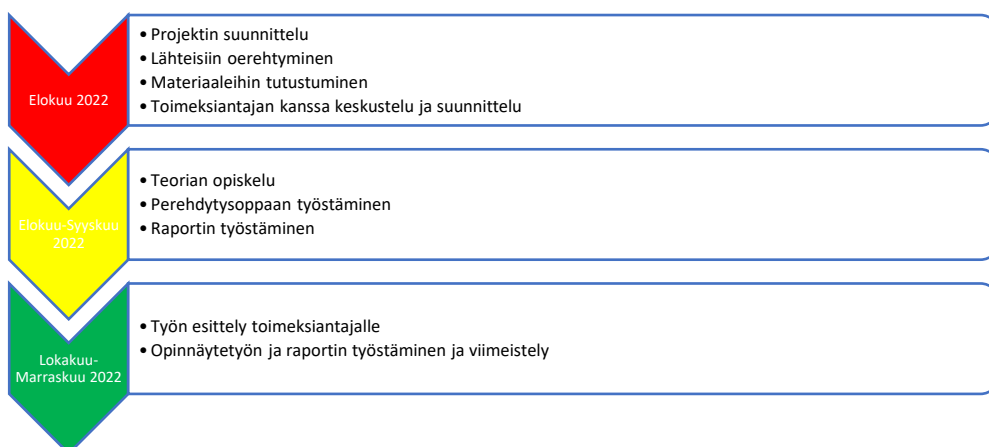 Elokuu 2022
• Projektin suunnittelu
• Lähteisiin oerehtyminen
• Materiaaleihin tutustuminen
• Toimeksiantajan kanssa keskustelu ja suunnittelu
Elokuu-Syyskuu
2022
• Teorian opiskelu
• Perehdytysoppaan työstäminen
• Raportin työstäminen
Lokakuu-
Marraskuu 2022
• Työn esittely toimeksiantajalle
• Opinnäytetyön ja raportin työstäminen ja viimeistely